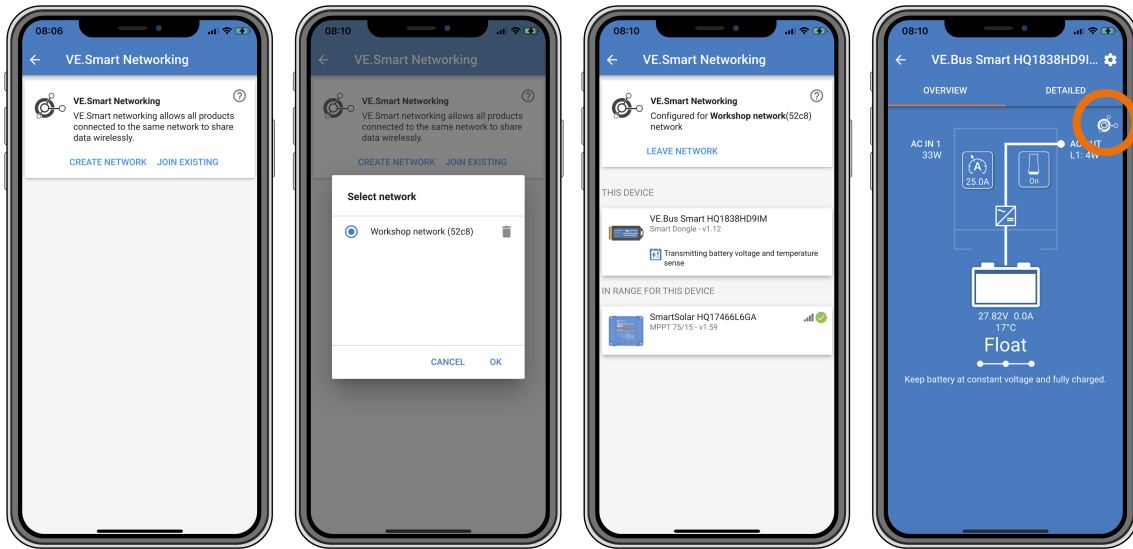 08:06
VE.Smart Networking
VE.Smart Networking
VE.Smart networking allows all products
connected to the same network to share
data wirelessly.
CREATE NETWORK JOIN EXISTING
08:10
VE.Smart Networking
VE.Smart Networking
VE.Smart networking allows all products
connected to the same network to share
data wirelessly.
CREATE NETWORK JOIN EXISTING
Select network
Workshop network (52c8)
CANCEL OK
08:10
VE.Smart Networking
VE.Smart Networking
Configured for Workshop network(52c8)
network
LEAVE NETWORK
THIS DEVICE
VE.Bus Smart HQ1838HD9IM
Smart Dongle - v1.12
Transmitting battery voltage and temperature
sense
IN RANGE FOR THIS DEVICE
SmartSolar HQ17466L6GA
MPPT 75/15 - v1.59
08:10
VE.Bus Smart HQ1838HD9I...
OVERVIEW DETAILED
AC IN 1
33W
A
25.0A
On
L1: 4W
27.82V 0.0A
17°C
Float
Keep battery at constant voltage and fully charged.